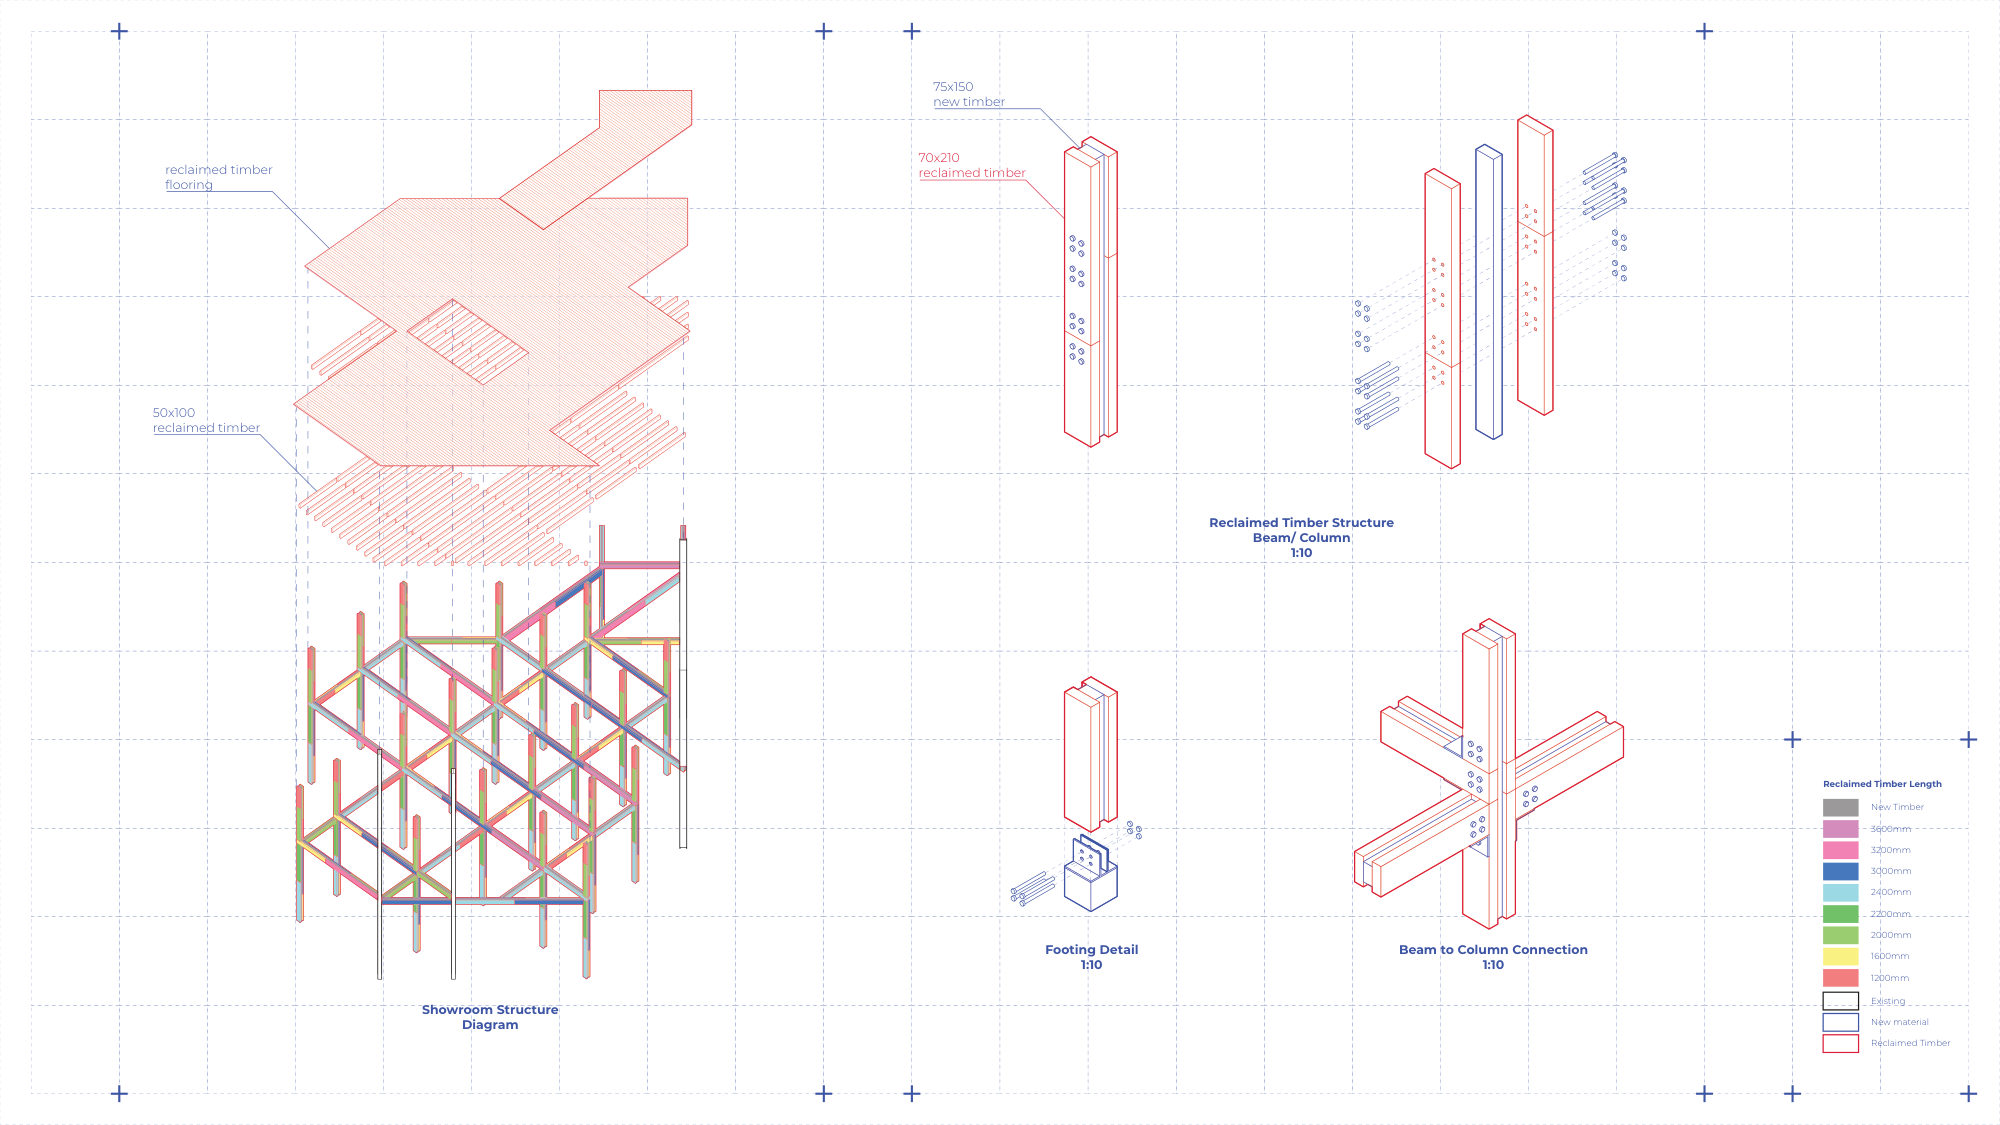 reclaimed timber
flooring
50x100
reclaimed timber
Showroom Structure
Diagram
75x150
new timber
70x210
reclaimed timber
Reclaimed Timber Structure
Beam/ Column
1:10
Footing Detail
1:10
Beam to Column Connection
1:10
Reclaimed Timber Length
New Timber
3600mm
3200mm
3000mm
2400mm
2200mm
2000mm
1600mm
1200mm
Existing
New material
Reclaimed Timber